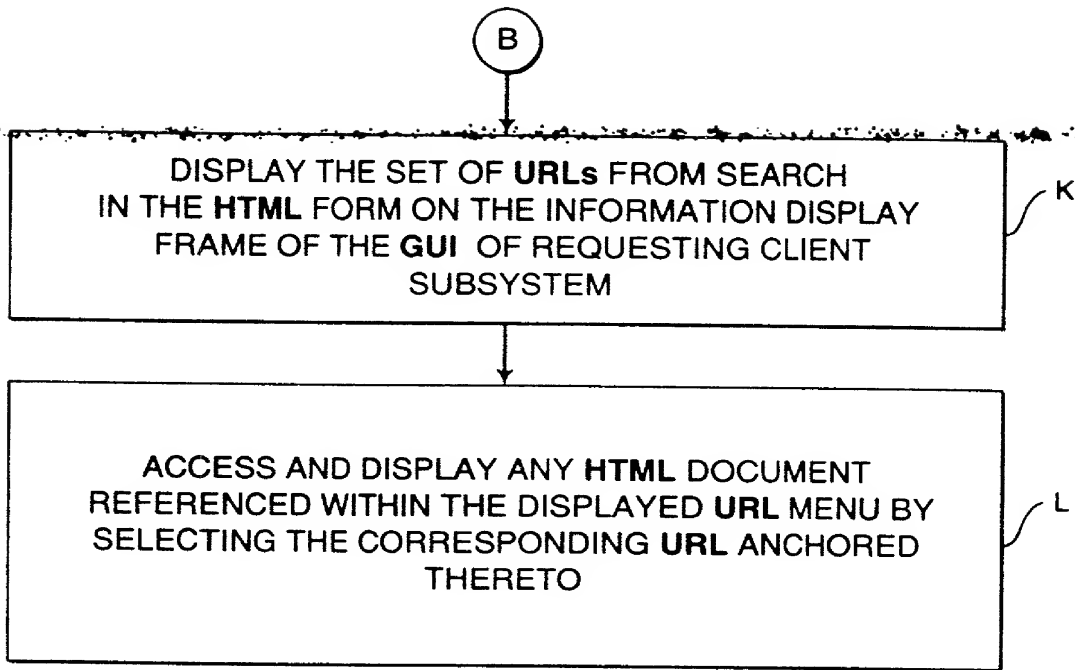 B
DISPLAY THE SET OF URLs FROM SEARCH
IN THE HTML FORM ON THE INFORMATION DISPLAY
FRAME OF THE GUI OF REQUESTING CLIENT
SUBSYSTEM
K
ACCESS AND DISPLAY ANY HTML DOCUMENT
REFERENCED WITHIN THE DISPLAYED URL MENU BY
SELECTING THE CORRESPONDING URL ANCHORED
THERETO
L